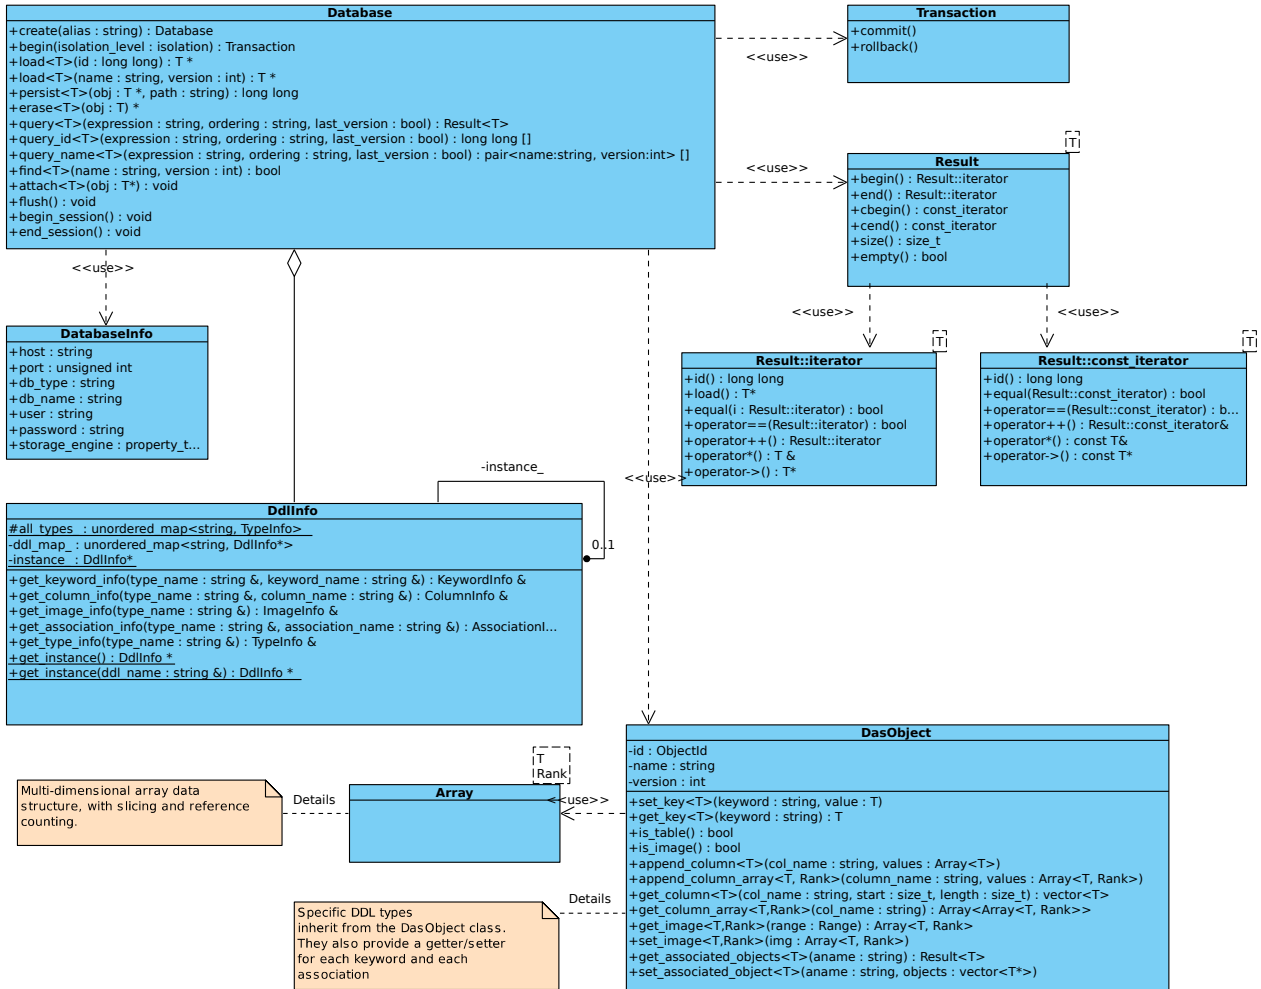 Database
+create(alias : string) : Database
+begin(isolation_level : isolation) : Transaction
+load<T>(id : long long) : T *
+load<T>(name : string, version : int) : T *
+persist<T>(obj : T *, path : string) : long long
+erase<T>(obj : T) *
+query<T>(expression : string, ordering : string, last_version : bool) : Result<T>
+query_id<T>(expression : string, ordering : string, last_version : bool) : long long []
+query_name<T>(expression : string, ordering : string, last_version : bool) : pair<name:string, version:int> []
+find<T>(name : string, version : int) : bool
+attach<T>(obj : T*) : void
+flush() : void
+begin_session() : void
+end_session() : void
<<use>>
Transaction
+commit()
+rollback()
<<use>>
T
Result
+begin() : Result::iterator
+end() : Result::iterator
+cbegin() : const_iterator
+cend() : const_iterator
+size() : size_t
+empty() : bool
<<use>>
DatabaseInfo
+host : string
+port : unsigned int
+db_type : string
+db_name : string
+user : string
+password : string
+storage_engine : property_t...
<<use>>
<<use>>
T
Result::iterator
+id() : long long
+load() : T*
+equal(i : Result::iterator) : bool
+operator==(Result::iterator) : bool
+operator++() : Result::iterator
+operator*() : T &
+operator->() : T*
T
Result::const_iterator
+id() : long long
+equal(Result::const_iterator) : bool
+operator==(Result::const_iterator) : b...
+operator++() : Result::const_iterator&
+operator*() : const T&
+operator->() : const T*
-instance_
<<use>>
0..1
DdlInfo
#all_types_ : unordered_map<string, TypeInfo>
-ddl_map_ : unordered_map<string, DdlInfo*>
-instance_ : DdlInfo*
+get_keyword_info(type_name : string &, keyword_name : string &) : KeywordInfo &
+get_column_info(type_name : string &, column_name : string &) : ColumnInfo &
+get_image_info(type_name : string &) : ImageInfo &
+get_association_info(type_name : string &, association_name : string &) : AssociationI...
+get_type_info(type_name : string &) : TypeInfo &
+get_instance() : DdlInfo *
+get_instance(ddl_name : string &) : DdlInfo *
Multi-dimensional array data
structure, with slicing and reference
counting.
Details
T
Rank
Array
<<use>>
DasObject
-id : ObjectId
-name : string
-version : int
+set_key<T>(keyword : string, value : T)
+get_key<T>(keyword : string) : T
+is_table() : bool
+is_image() : bool
+append_column<T>(col_name : string, values : Array<T>)
+append_column_array<T, Rank>(column_name : string, values : Array<T, Rank>)
+get_column<T>(col_name : string, start : size_t, length : size_t) : vector<T>
+get_column_array<T,Rank>(col_name : string) : Array<Array<T, Rank>>
+get_image<T,Rank>(range : Range) : Array<T, Rank>
+set_image<T,Rank>(img : Array<T, Rank>)
+get_associated_objects<T>(aname : string) : Result<T>
+set_associated_object<T>(aname : string, objects : vector<T*>)
Details
Specific DDL types
inherit from the DasObject class.
They also provide a getter/setter
for each keyword and each
association